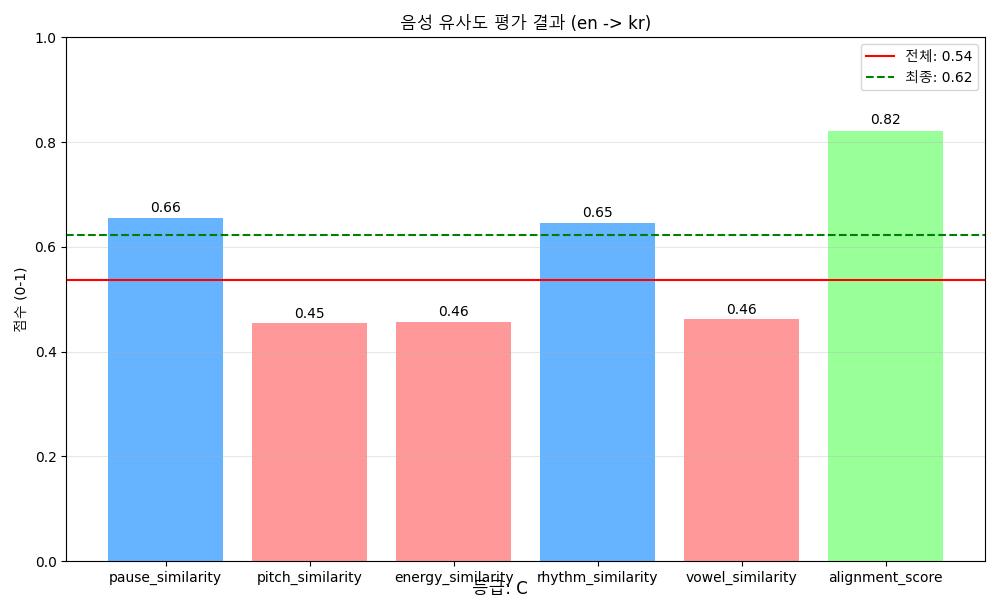 음성 유사도 평가 결과 (en -> kr)
전체: 0.54
최종: 0.62
점수 (0-1)
1.0
0.8
0.6
0.4
0.2
0.0
0.66
0.45
0.46
0.65
0.46
0.82
pause_similarity
pitch_similarity
energy_similarity
rhythm_similarity
vowel_similarity
alignment_score
등급: C